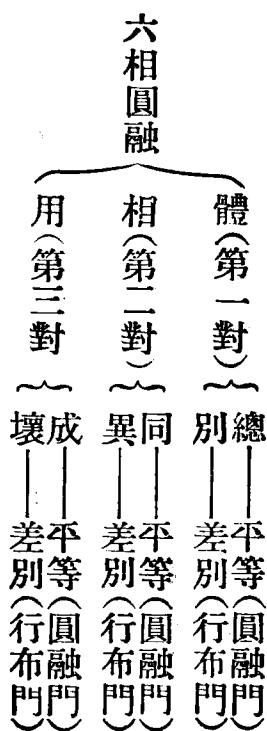 六相圓融
體(第一對)
總——平等(圓融門)
別——差別(行布門)
相(第二對)
同——平等(圓融門)
異——差別(行布門)
用(第三對)
成——平等(圓融門)
壞——差別(行布門)